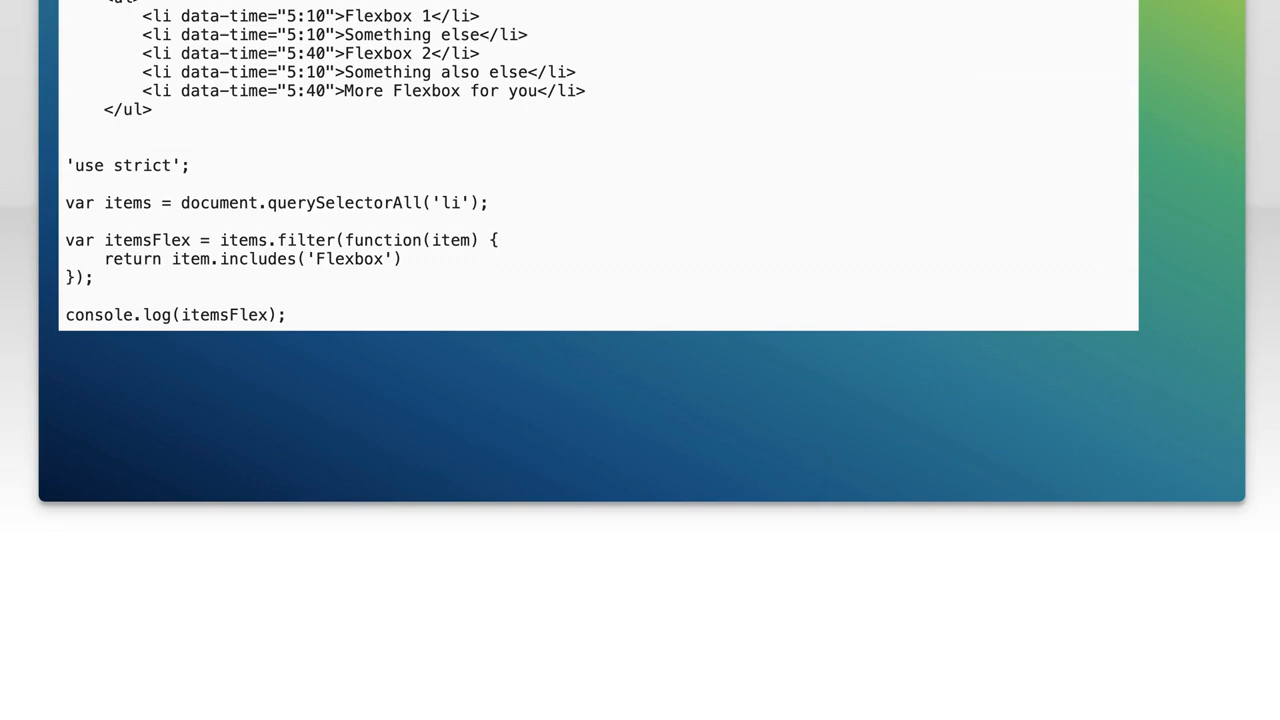 <ul>
<li data-time="5:10">Flexbox 1</li>
<li data-time="5:10">Something else</li>
<li data-time="5:40">Flexbox 2</li>
<li data-time="5:10">Something also else</li>
<li data-time="5:40">More Flexbox for you</li>
</ul>
'use strict';
var items = document.querySelectorAll('li');
var itemsFlex = items.filter(function(item) {
return item.includes('Flexbox')
});
console.log(itemsFlex);